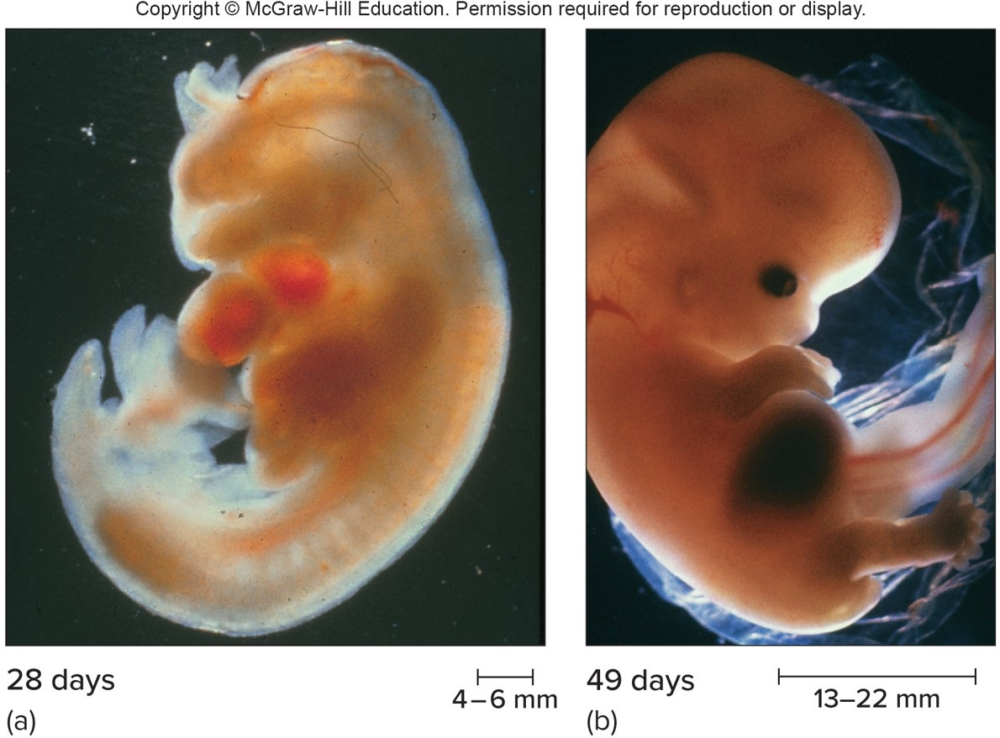 Copyright © McGraw-Hill Education. Permission required for reproduction or display.
28 days
4–6 mm
(a)
49 days
13–22 mm
(b)